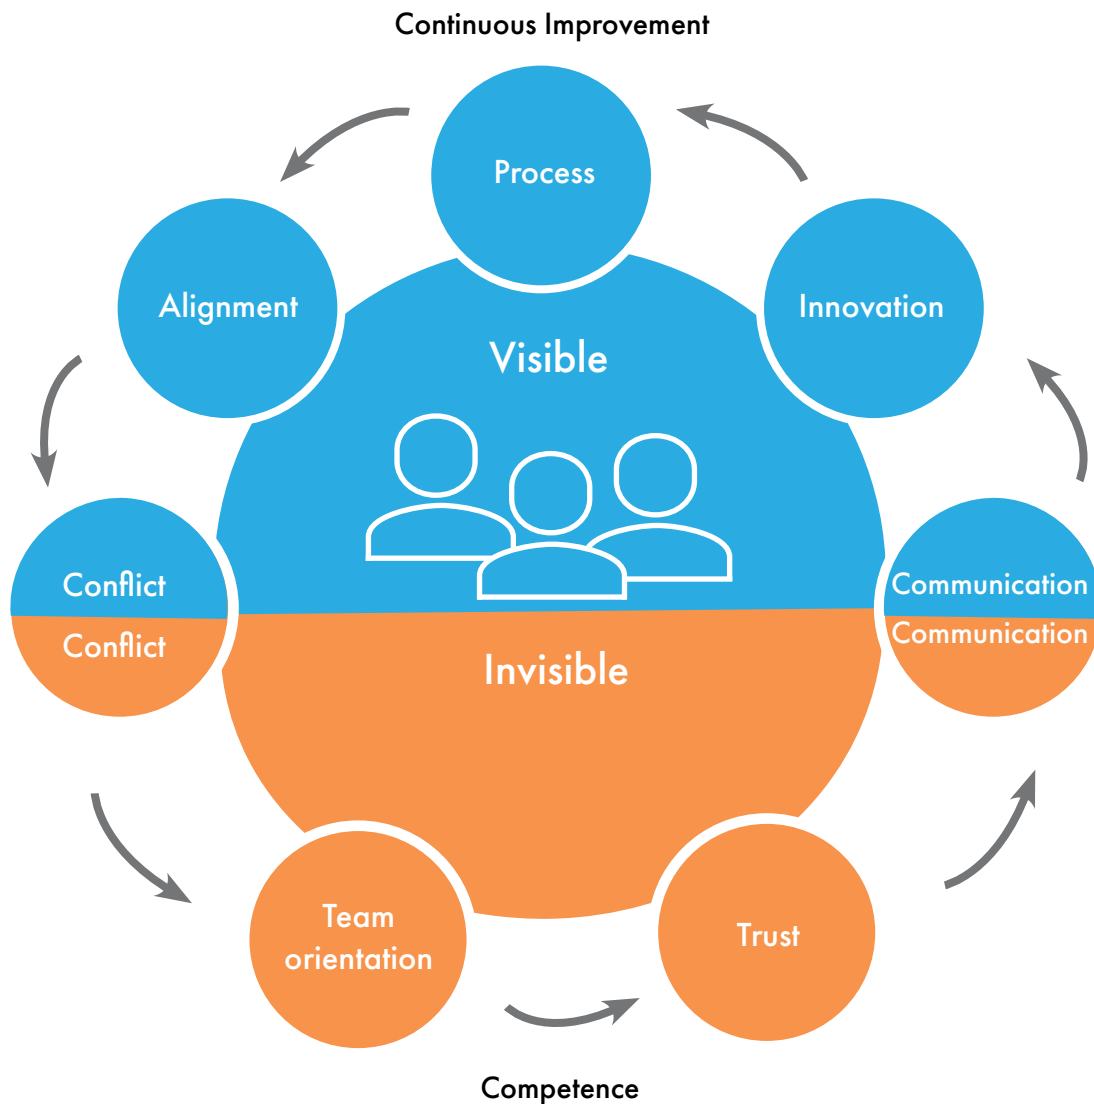 Continuous Improvement
Process
Alignment
Innovation
Visible
Conflict
Communication
Conflict
Communication
Invisible
Team
orientation
Trust
Competence